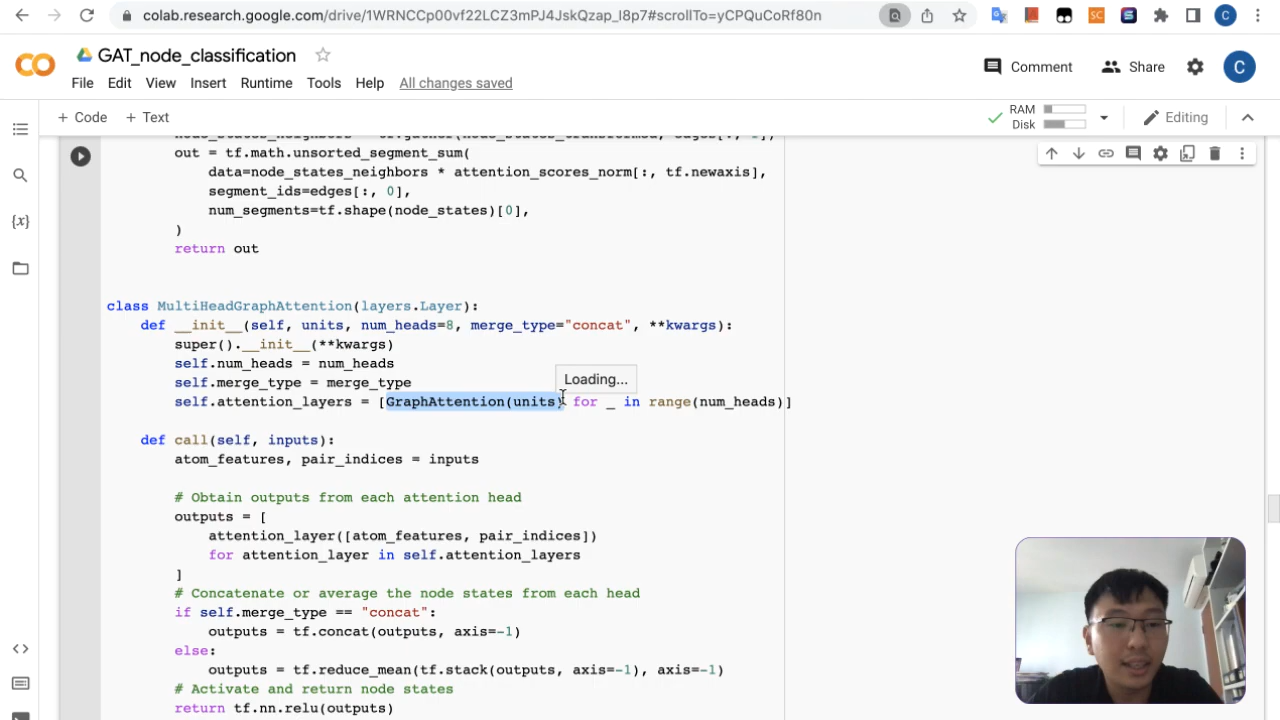 colab.research.google.com/drive/1WRNCCp00vf22LCZ3mPJ4JskQzap_I8p7#scrollTo=yCPQuCoRf80n
SC
S
C
GAT_node_classification
Comment
Share
C
File Edit View Insert Runtime Tools Help All changes saved
+ Code + Text
RAM
Disk
Editing
node_states_neighbors = tf.gather(node_states_transformed, edges[:, 1])
out = tf.math.unsorted_segment_sum(
data=node_states_neighbors * attention_scores_norm[:, tf.newaxis],
segment_ids=edges[:, 0],
num_segments=tf.shape(node_states)[0],
)
return out
class MultiHeadGraphAttention(layers.Layer):
def __init__(self, units, num_heads=8, merge_type="concat", **kwargs):
super().__init__(**kwargs)
self.num_heads = num_heads
self.merge_type = merge_type
Loading...
self.attention_layers = [GraphAttention(units) for _ in range(num_heads)]
def call(self, inputs):
atom_features, pair_indices = inputs
# Obtain outputs from each attention head
outputs = [
attention_layer([atom_features, pair_indices])
for attention_layer in self.attention_layers
]
# Concatenate or average the node states from each head
if self.merge_type == "concat":
outputs = tf.concat(outputs, axis=-1)
else:
outputs = tf.reduce_mean(tf.stack(outputs, axis=-1), axis=-1)
# Activate and return node states
return tf.nn.relu(outputs)
{x}
<>